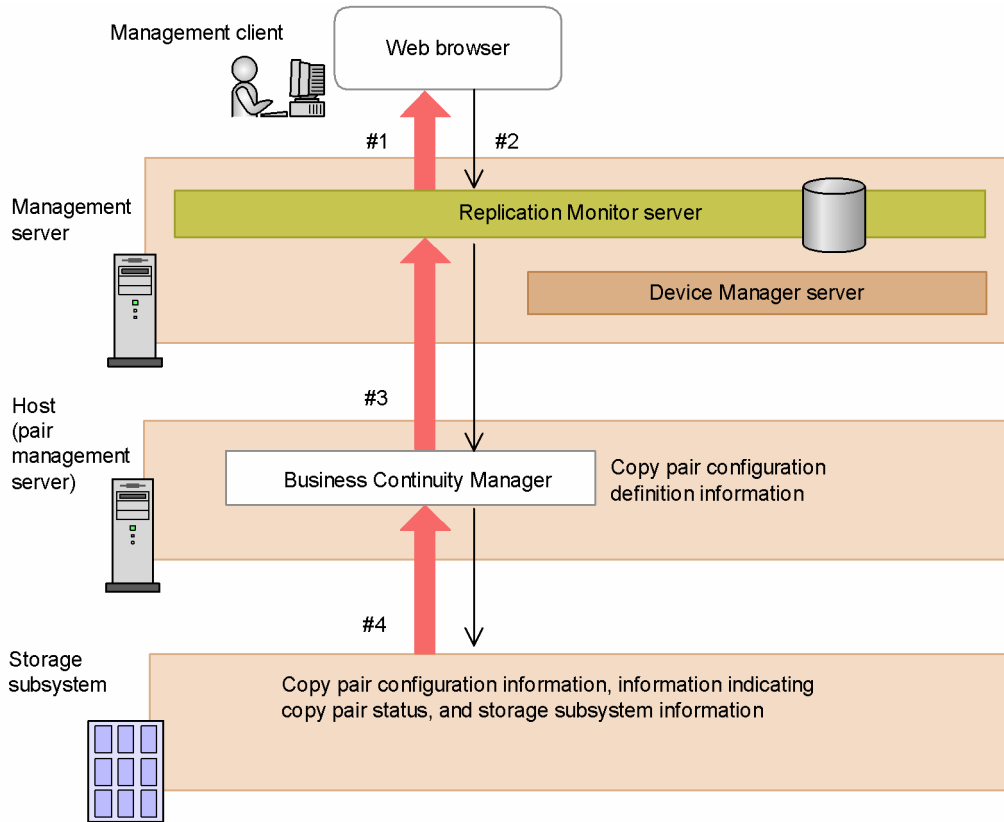 Management client
Web browser
#1
#2
Management
server
Replication Monitor server
Device Manager server
#3
Host
(pair
management
server)
Business Continuity Manager
Copy pair configuration
definition information
#4
Storage
subsystem
Copy pair configuration information, information indicating
copy pair status, and storage subsystem information